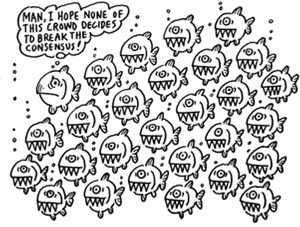 MAN, I HOPE NONE OF
THIS CROWD DECIDES
TO BREAK THE
CONSENSUS!